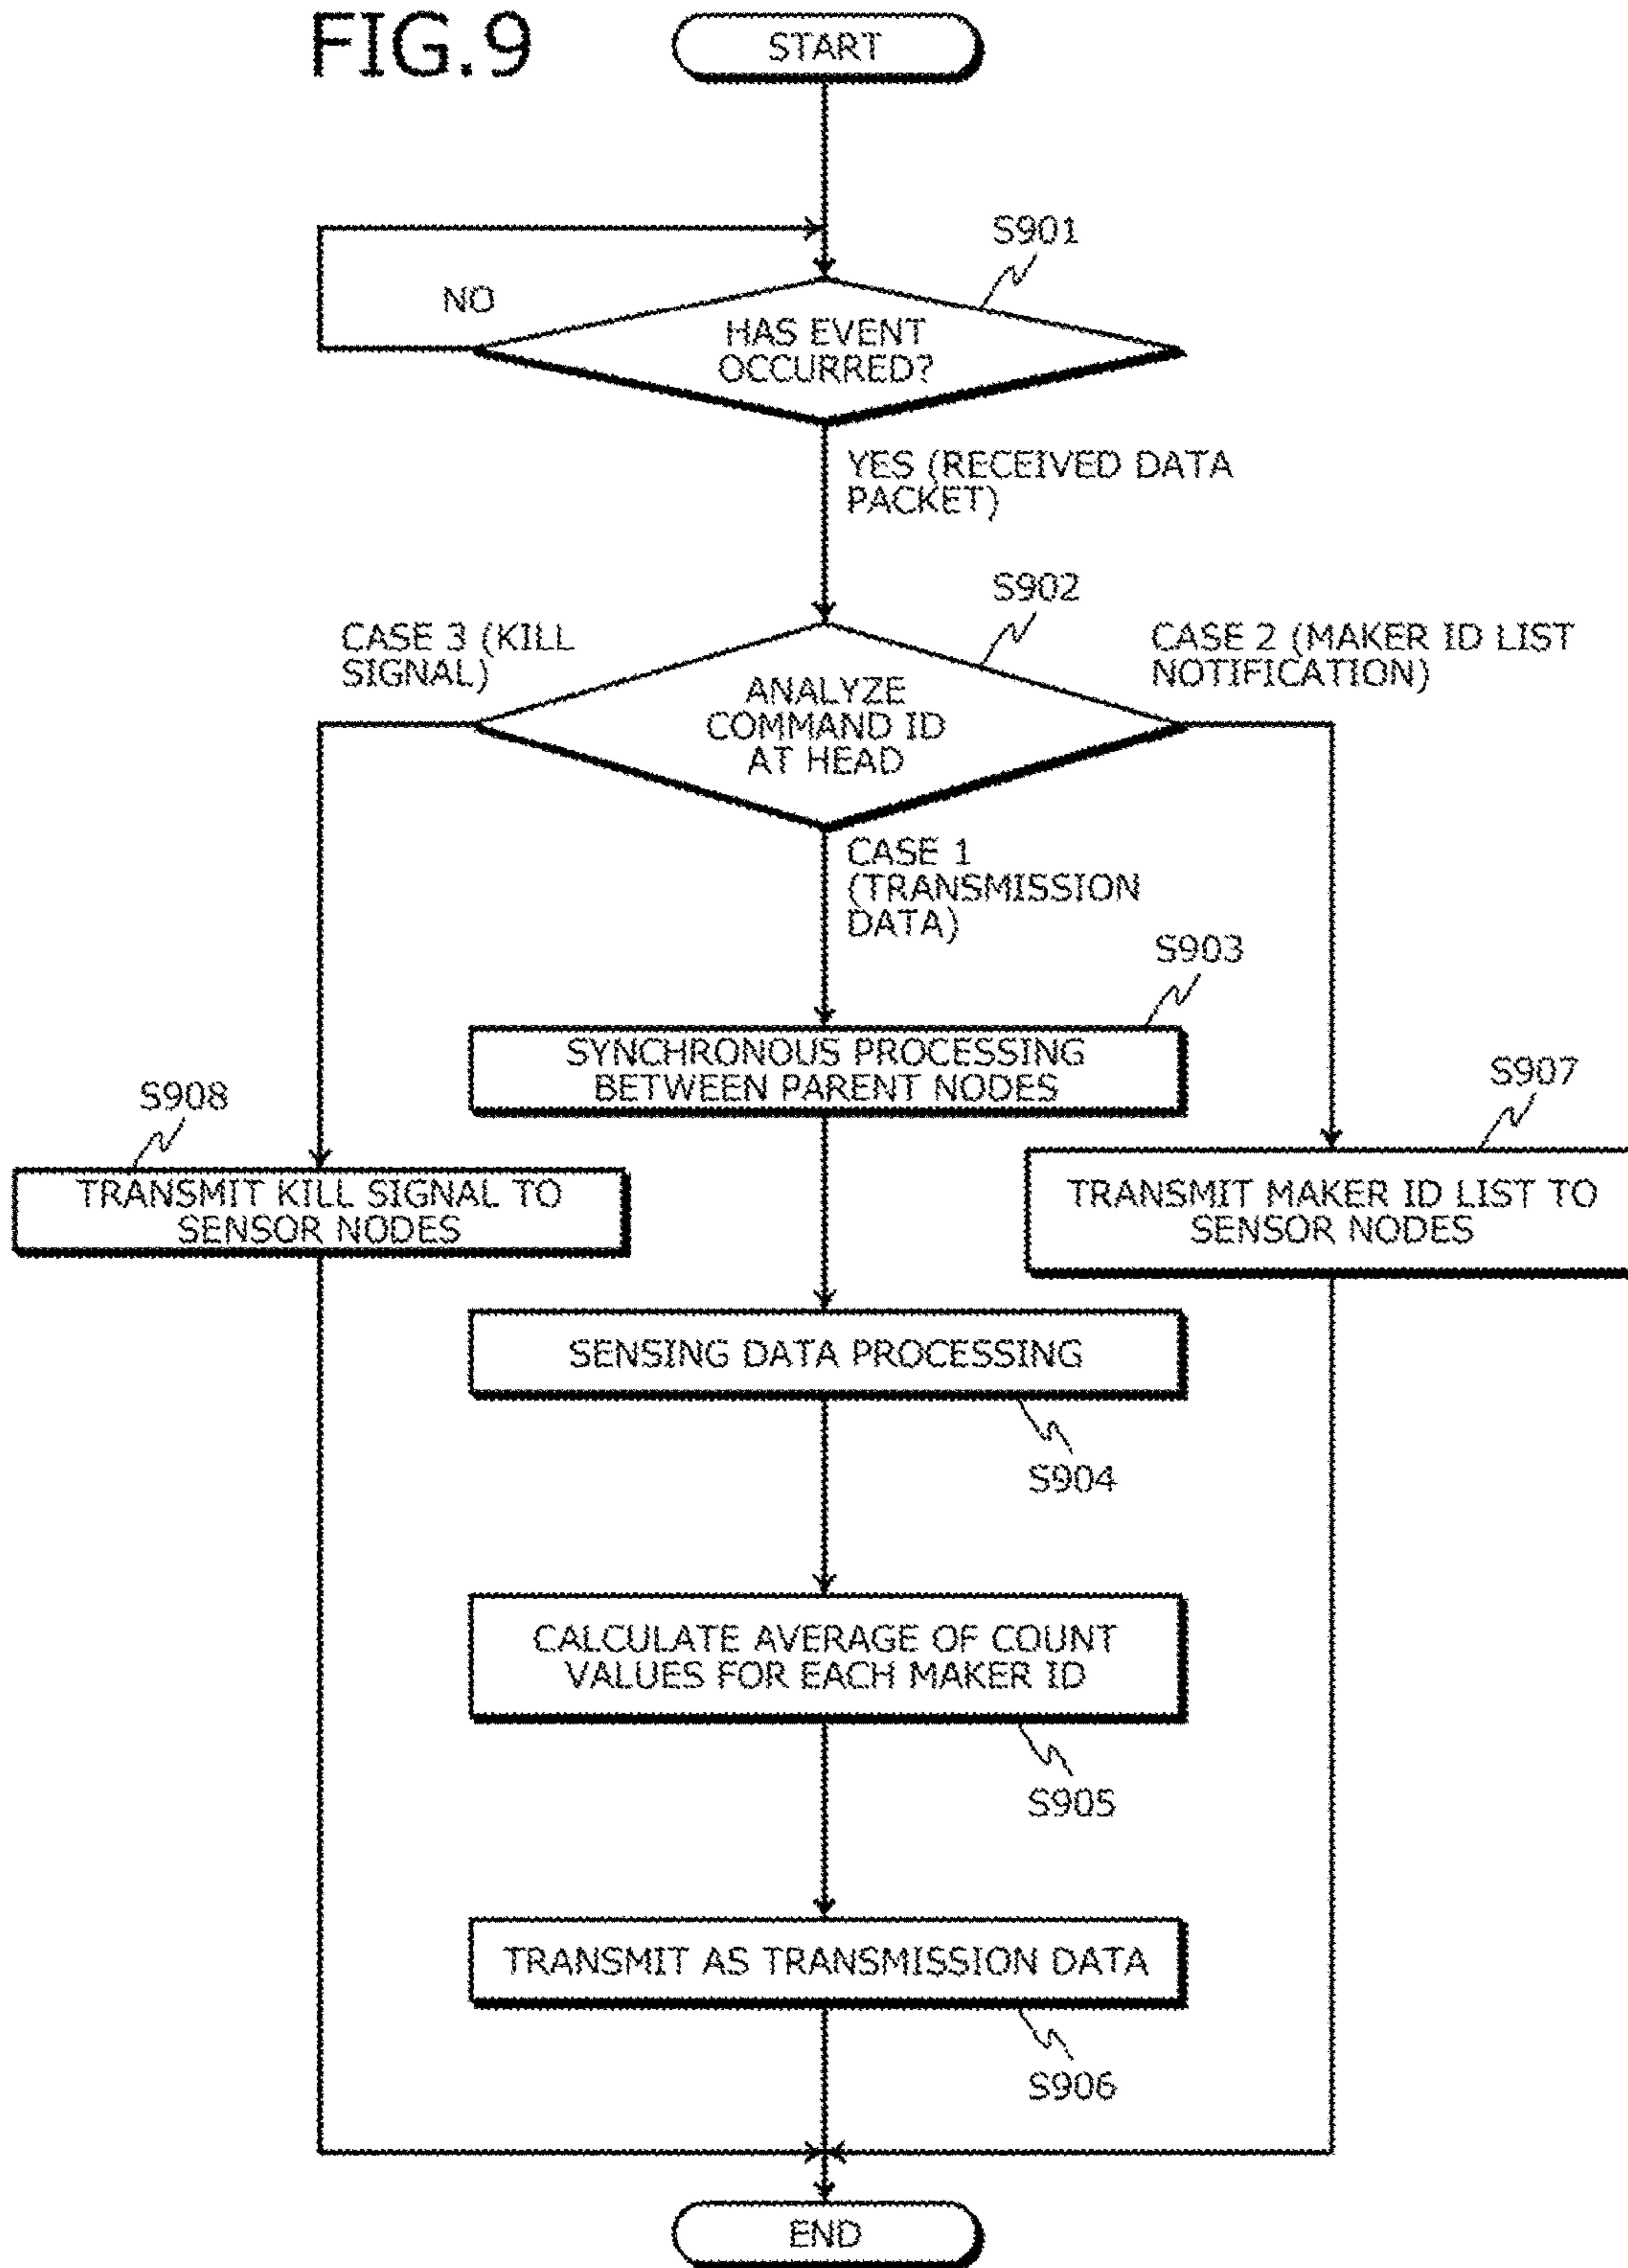 FIG.9
START
S901
NO
HAS EVENT
OCCURRED?
YES (RECEIVED DATA
PACKET)
S902
CASE 3 (KILL
SIGNAL)
CASE 2 (MAKER ID LIST
NOTIFICATION)
ANALYZE
COMMAND ID
AT HEAD
CASE 1
(TRANSMISSION
DATA)
S903
SYNCHRONOUS PROCESSING
BETWEEN PARENT NODES
S908
S907
TRANSMIT KILL SIGNAL TO
SENSOR NODES
TRANSMIT MAKER ID LIST TO
SENSOR NODES
SENSING DATA PROCESSING
S904
CALCULATE AVERAGE OF COUNT
VALUES FOR EACH MAKER ID
S905
TRANSMIT AS TRANSMISSION DATA
S906
END